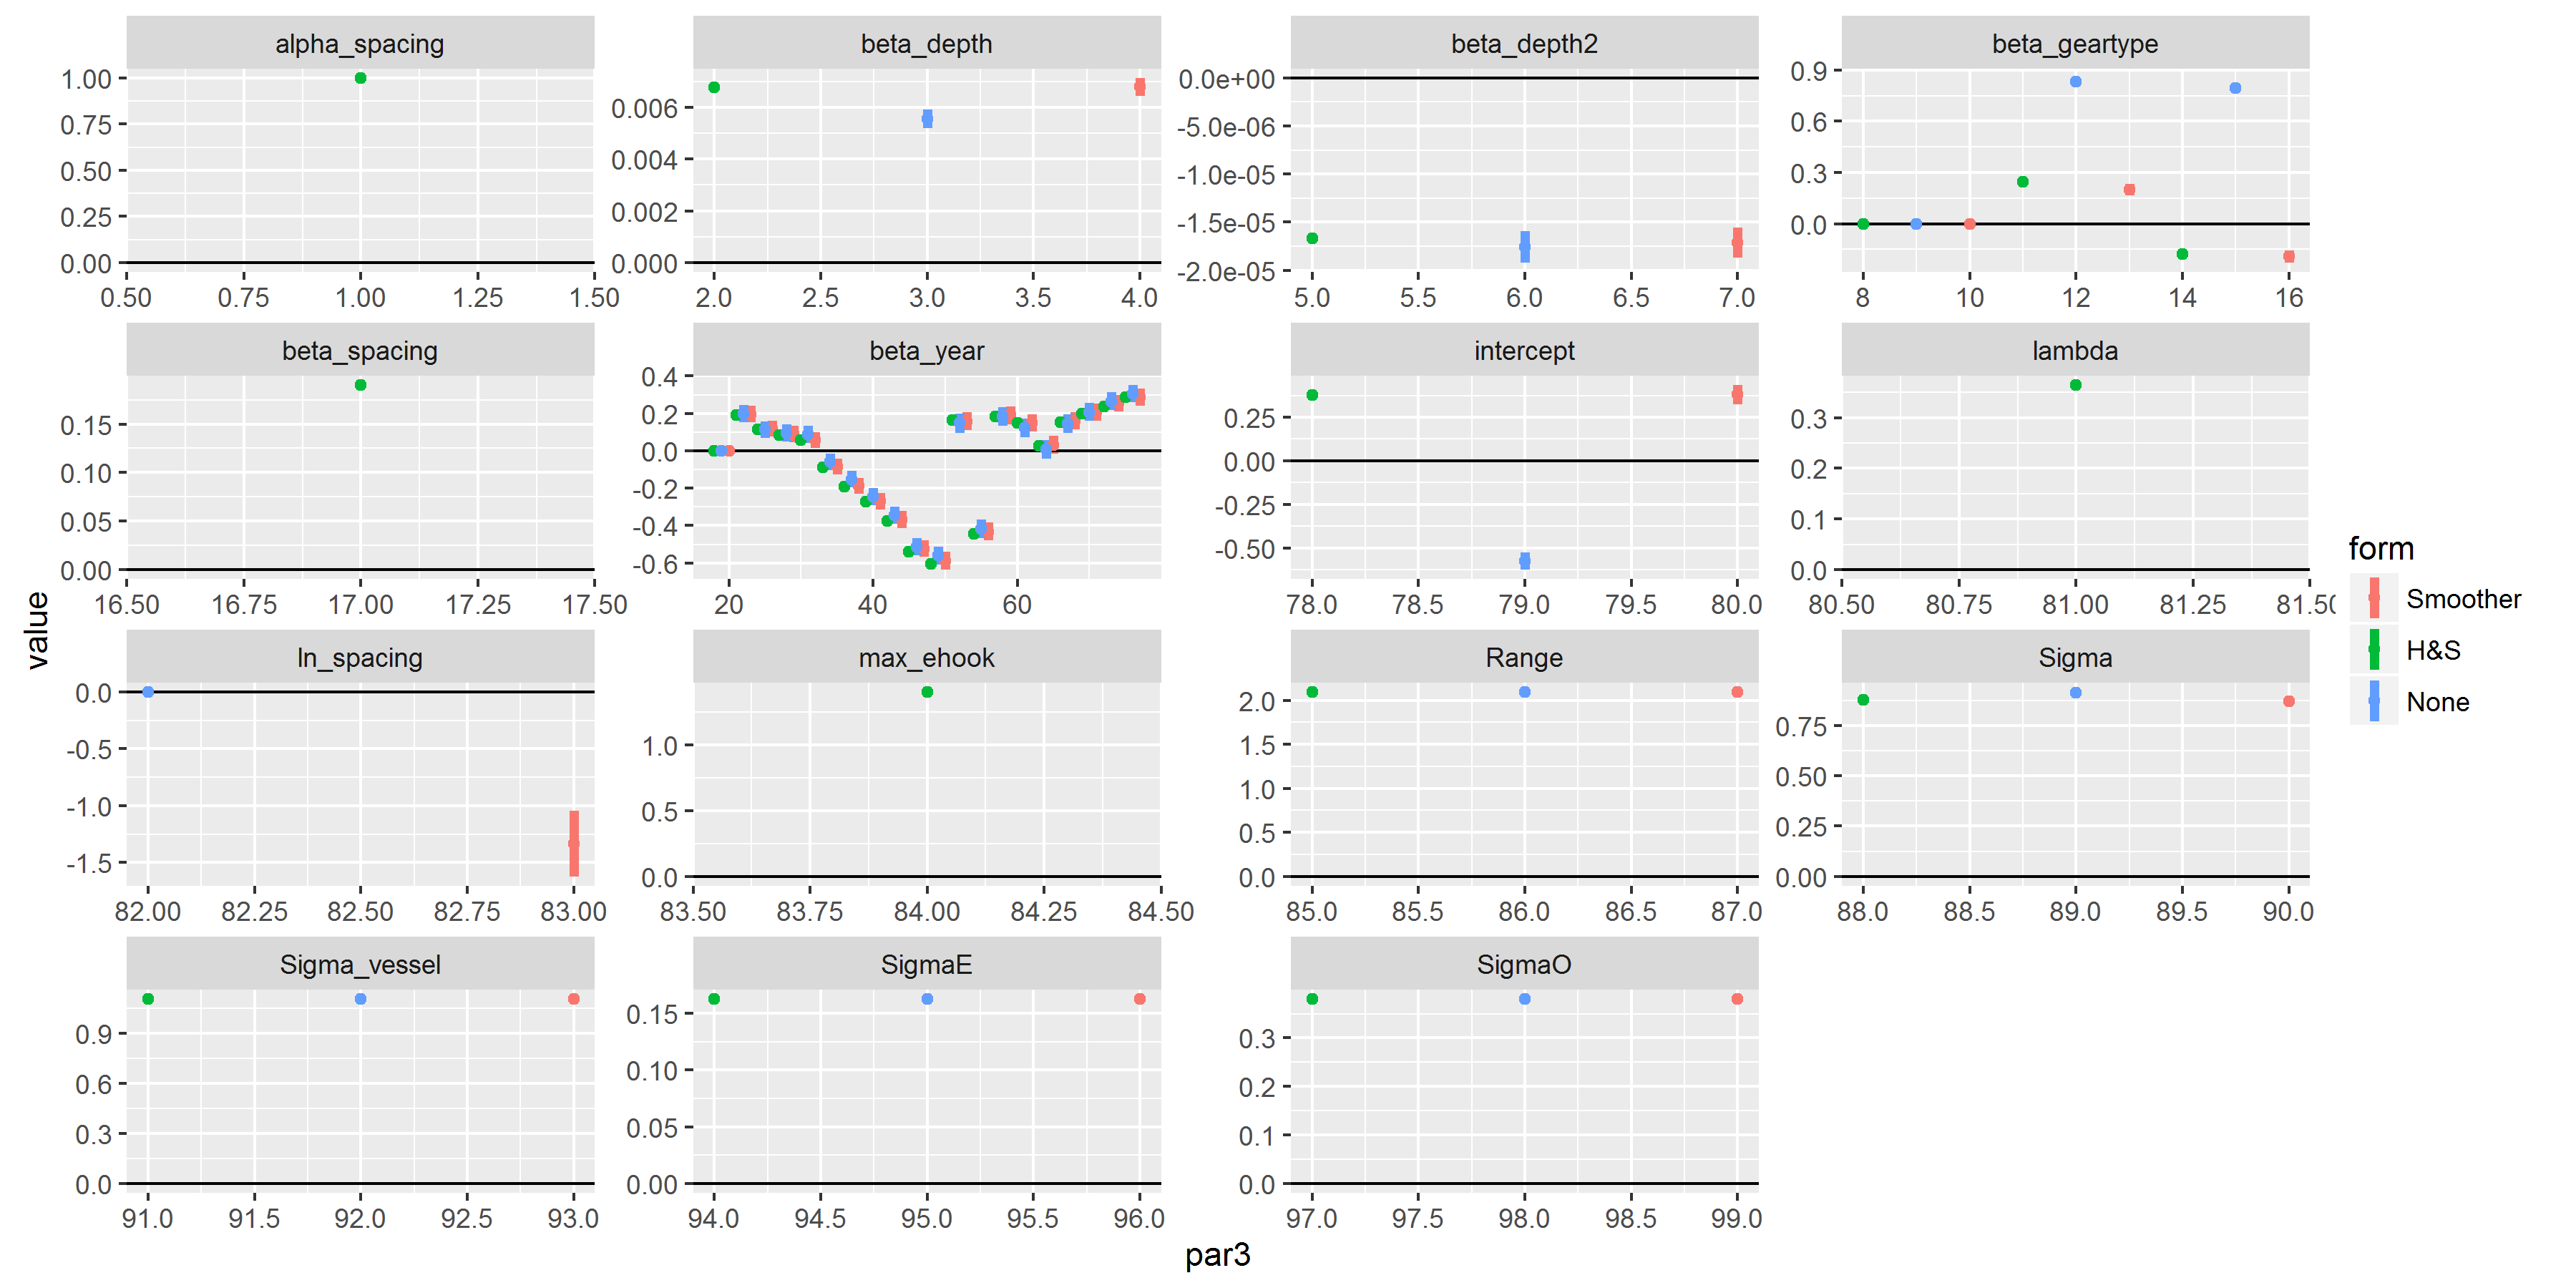 alpha_spacing
beta_depth
beta_depth2
beta_geartype
1.00
0.75
0.50
0.25
0.00
0.50 0.75 1.00 1.25 1.50
0.006
0.004
0.002
0.000
2.0 2.5 3.0 3.5 4.0
0.0e+00
-5.0e-06
-1.0e-05
-1.5e-05
-2.0e-05
5.0 5.5 6.0 6.5 7.0
0.9
0.6
0.3
0.0
8 10 12 14 16
beta_spacing
beta_year
intercept
lambda
0.15
0.10
0.05
0.00
16.50 16.75 17.00 17.25 17.50
0.4
0.2
0.0
-0.2
-0.4
-0.6
20 40 60
0.25
0.00
-0.25
-0.50
78.0 78.5 79.0 79.5 80.0
0.3
0.2
0.1
0.0
80.50 80.75 81.00 81.25 81.50
ln_spacing
max_ehook
Range
Sigma
0.0
-0.5
-1.0
-1.5
82.00 82.25 82.50 82.75 83.00
1.0
0.5
0.0
83.50 83.75 84.00 84.25 84.50
2.0
1.5
1.0
0.5
0.0
85.0 85.5 86.0 86.5 87.0
0.75
0.50
0.25
0.00
88.0 88.5 89.0 89.5 90.0
Sigma_vessel
SigmaE
SigmaO
0.9
0.6
0.3
0.0
91.0 91.5 92.0 92.5 93.0
0.15
0.10
0.05
0.00
94.0 94.5 95.0 95.5 96.0
0.3
0.2
0.1
0.0
97.0 97.5 98.0 98.5 99.0
value
par3
form
Smoother
H&S
None